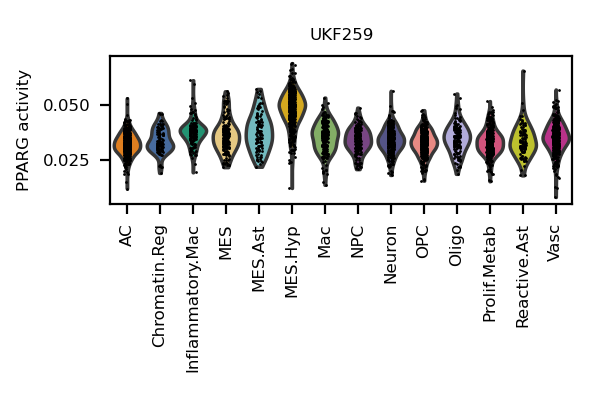 UKF259
PPARG activity
0.050
0.025
AC
Chromatin.Reg
Inflammatory.Mac
MES
MES.Ast
MES.Hyp
Mac
NPC
Neuron
OPC
Oligo
Prolif.Metab
Reactive.Ast
Vasc